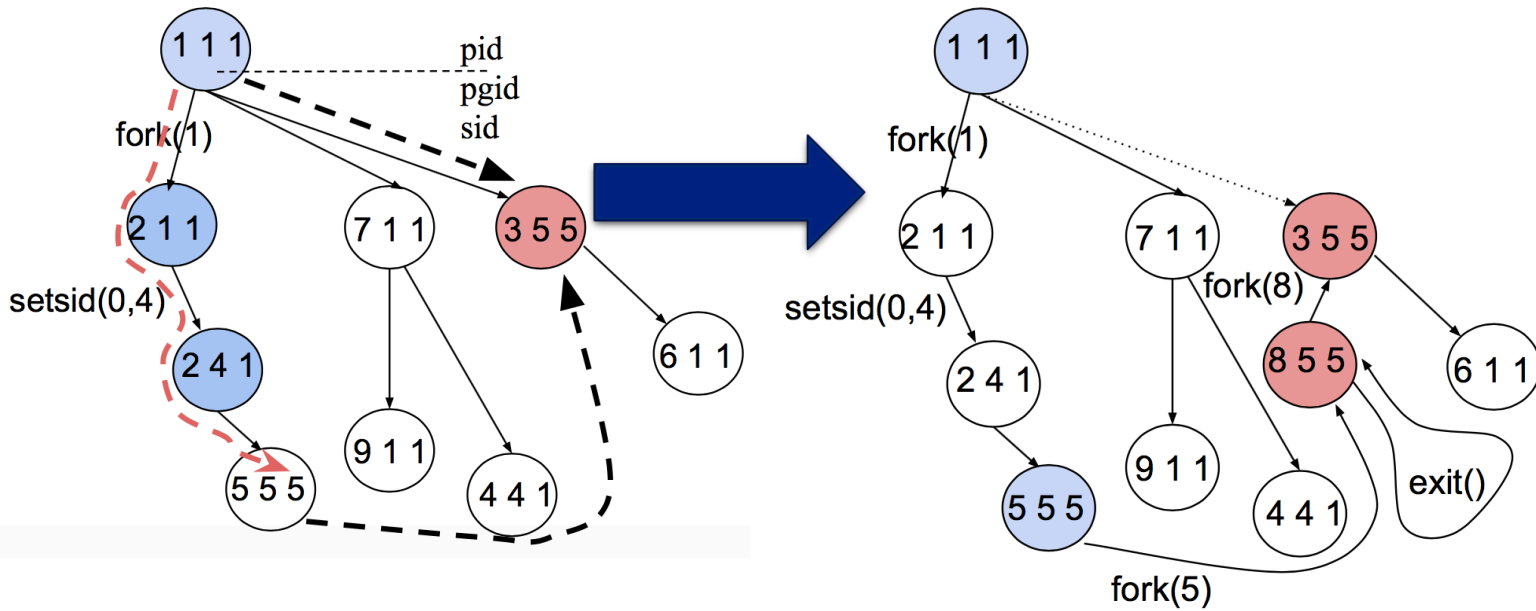 1 1 1
pid
pgid
sid
fork(1)
2 1 1
7 1 1
3 5 5
setsid(0,4)
2 4 1
6 1 1
9 1 1
5 5 5
4 4 1
1 1 1
fork(1)
2 1 1
7 1 1
3 5 5
fork(8)
setsid(0,4)
2 4 1
8 5 5
6 1 1
9 1 1
exit()
5 5 5
4 4 1
fork(5)